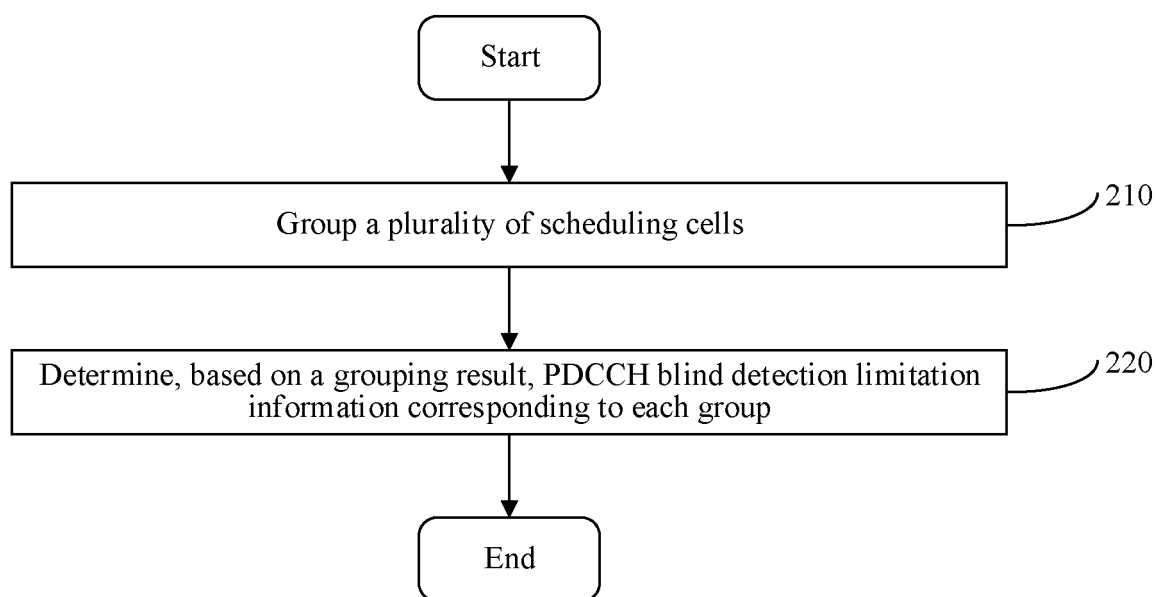 Start
Group a plurality of scheduling cells
210
Determine, based on a grouping result, PDCCH blind detection limitation
information corresponding to each group
220
End